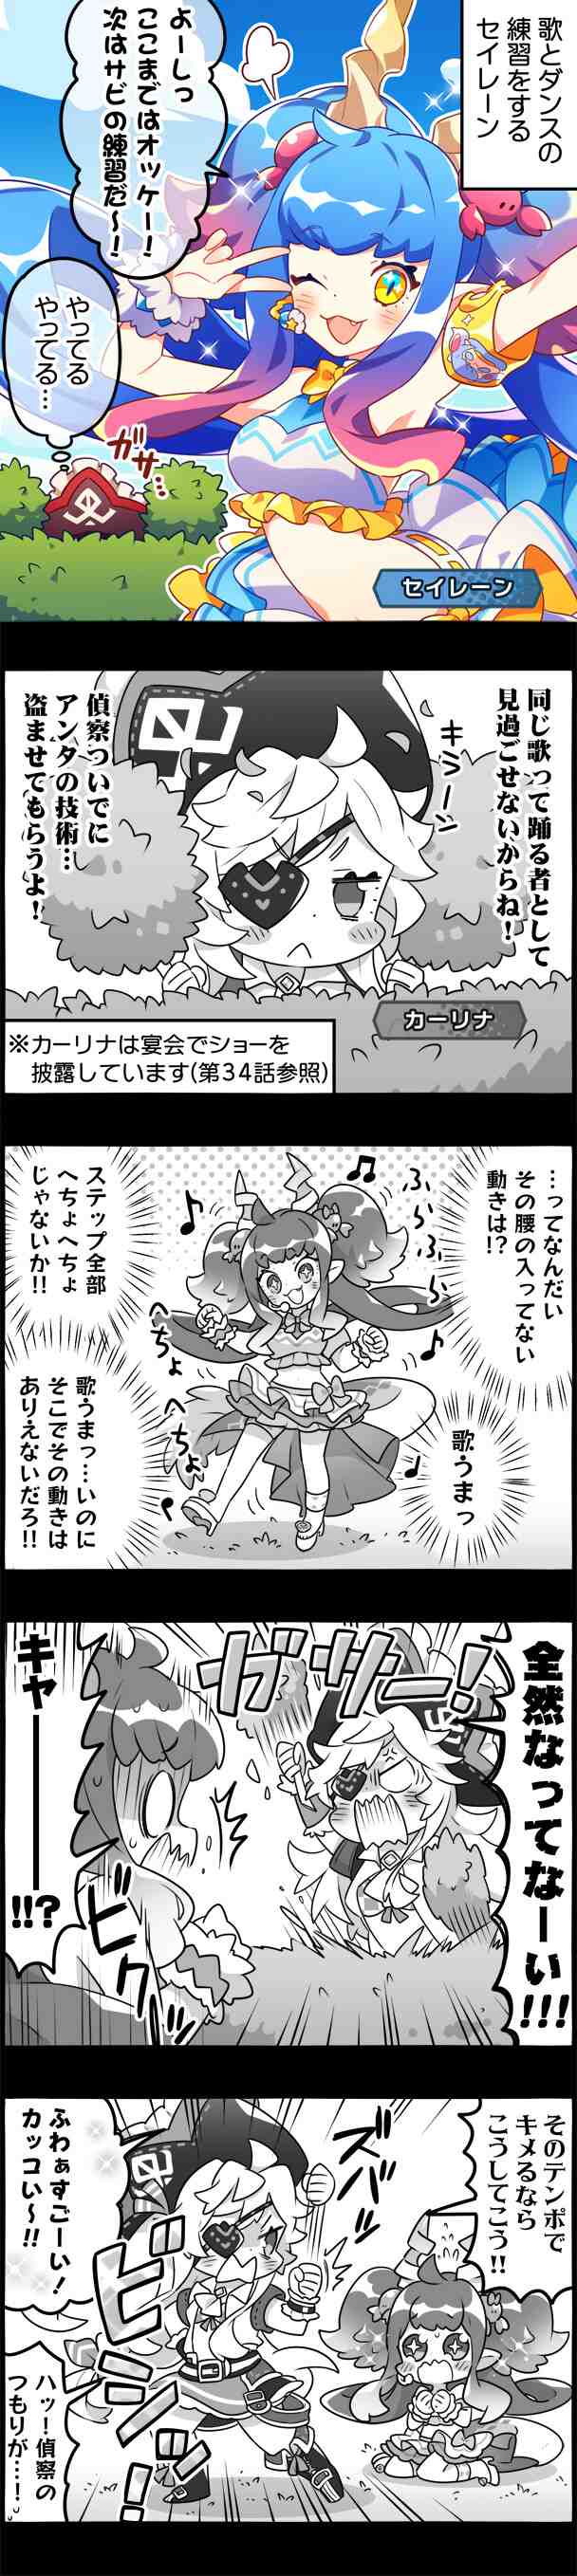 歌とダンスの
練習をする
セイレーン
よーしっ
ここまではオッケー！
次はサビの練習だ〜！
やってる
やってる…
ガサ…
セイレーン
同じ歌って踊る者として
見過ごせないからね！
キラーン
偵察ついでに
アンタの技術…
盗ませてもらうよ！
カーリナ
※カーリナは宴会でショーを
披露しています(第34話参照)
…ってなんだい
その腰の入ってない
動きは!?
ふらふら
ステップ全部
へちょへちょ
じゃないか!!
へちょ
へちょ
歌うまっ
歌うまっ…いのに
そこでその動きは
ありえないだろ!!
全然なってなーい!!!
ガサー！
キャーーー!!?
ビクーッ
そのテンポで
キメるなら
こうしてこう!!
ズバッ
ビシッ！
ふわぁすごーい！
カッコい〜!!
ハッ！偵察の
つもりが…！